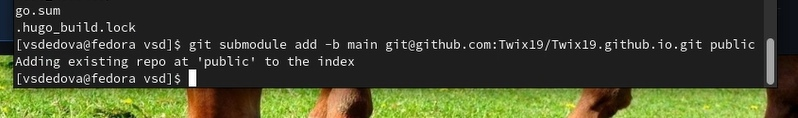 go.sum
.hugo_build.lock
[vsdedova@fedora vsd]$ git submodule add -b main git@github.com:Twix19/Twix19.github.io.git public
Adding existing repo at 'public' to the index
[vsdedova@fedora vsd]$